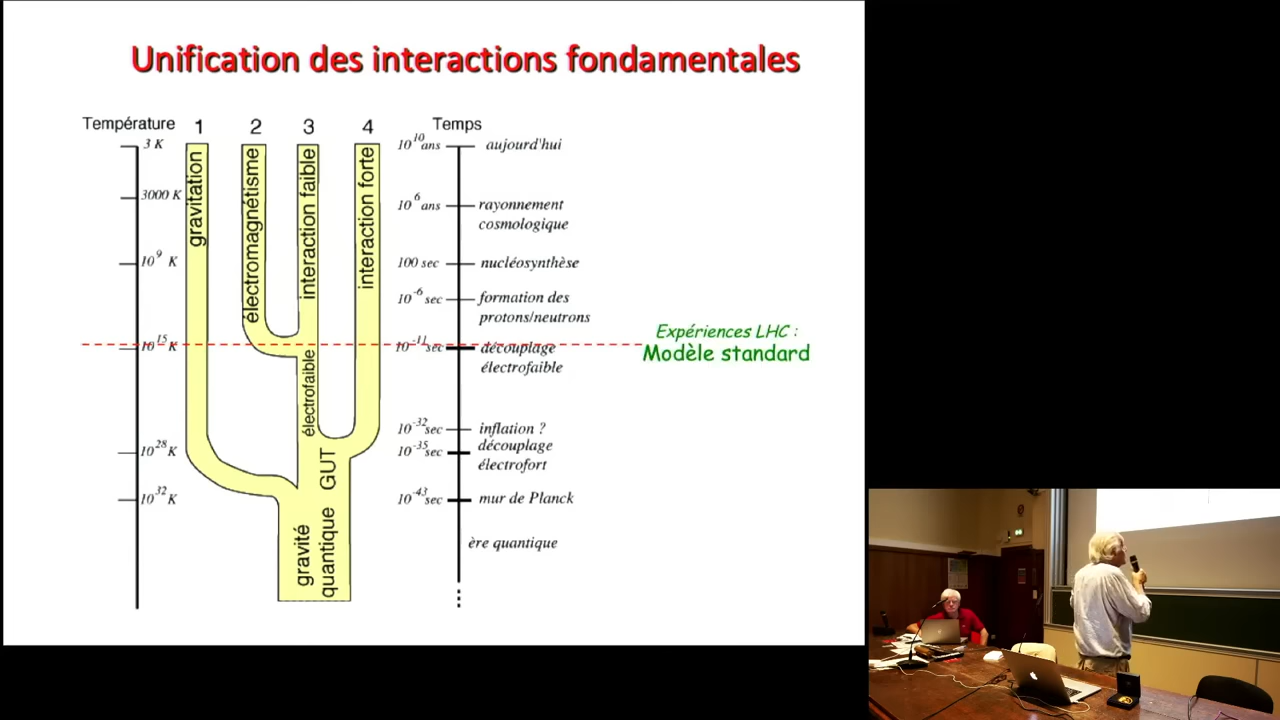 Unification des interactions fondamentales
Température
1
2
3
4
Temps
3 K
3000 K
10^9 K
10^15 K
10^28 K
10^32 K
gravitation
électromagnétisme
interaction faible
interaction forte
électrofaible
GUT
gravité
quantique
10^10 ans
aujourd'hui
10^6 ans
rayonnement
cosmologique
100 sec
nucléosynthèse
10^-6 sec
formation des
protons/neutrons
10^-11 sec
découplage
électrofaible
10^-32 sec
inflation ?
10^-35 sec
découplage
électrofort
10^-43 sec
mur de Planck
ère quantique
Expériences LHC :
Modèle standard